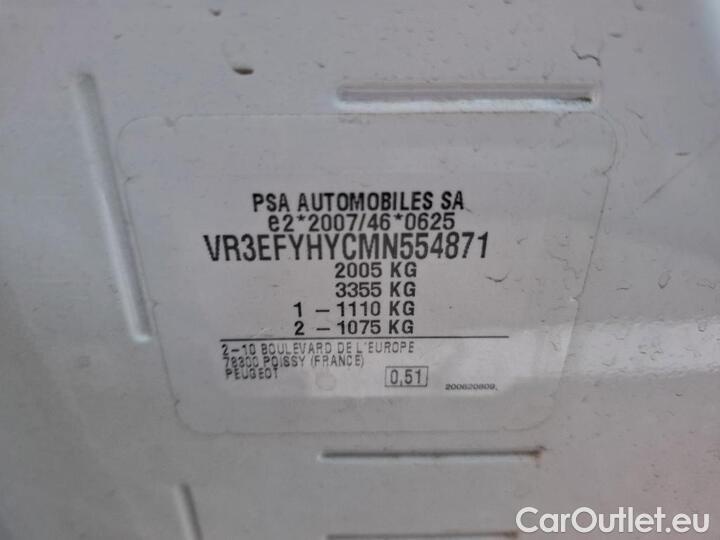 PSA AUTOMOBILES SA
e2*2007/46*0625
VR3EFYHYCMN554871
2005 KG
3355 KG
1 - 1110 KG
2 - 1075 KG
2-10 BOULEVARD DE L'EUROPE
78300 POISSY (FRANCE)
PEUGEOT
0,51
200620809
CarOutlet.eu